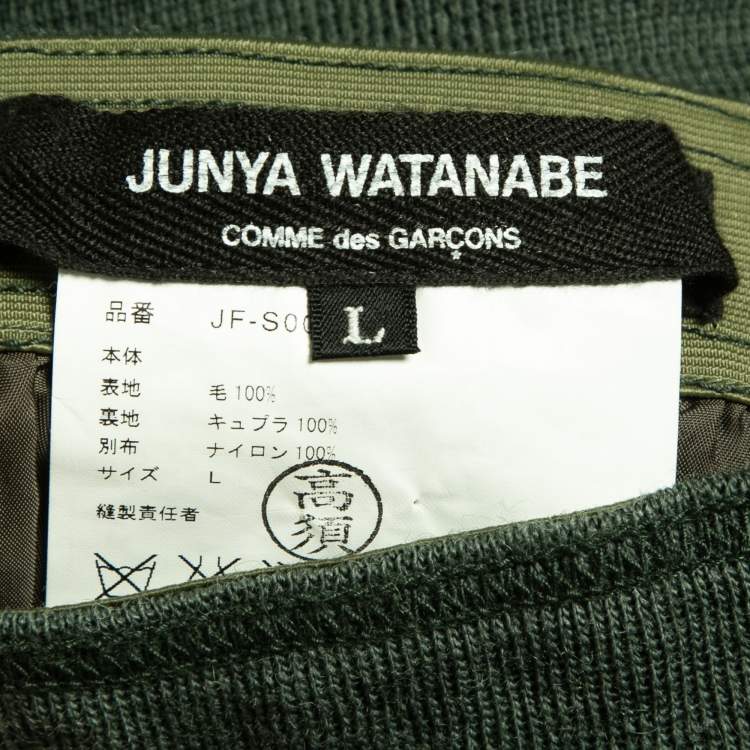 JUNYA WATANABE
COMME des GARÇONS
L
品番 JF-S0
本体
表地 毛 100%
裏地 キュプラ 100%
別布 ナイロン 100%
サイズ L
縫製責任者
高須